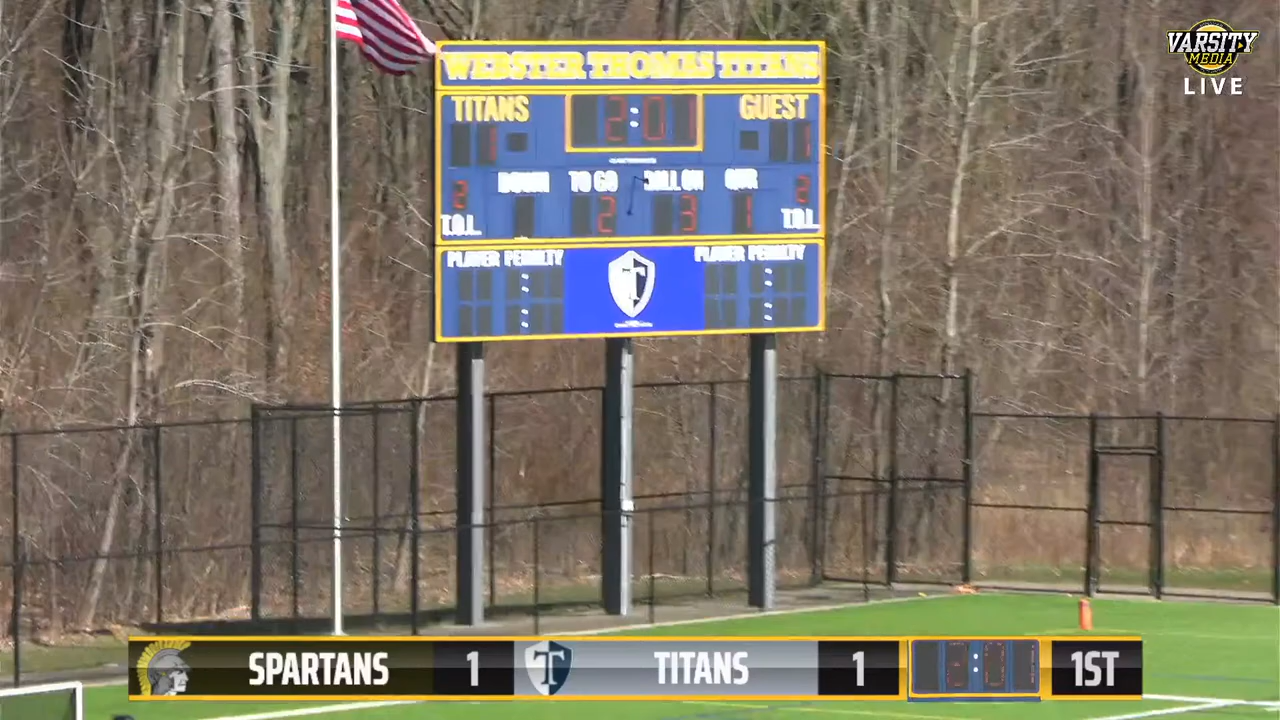 VARSITY
MEDIA
LIVE
WEBSTER THOMAS TITANS
TITANS 2:01 GUEST
1 1
DOWN TO GO BALL ON QTR
2 2 3 1 2
T.O.L. T.O.L.
PLAYER PENALTY PLAYER PENALTY
T
SPARTANS 1 T TITANS 1 1ST